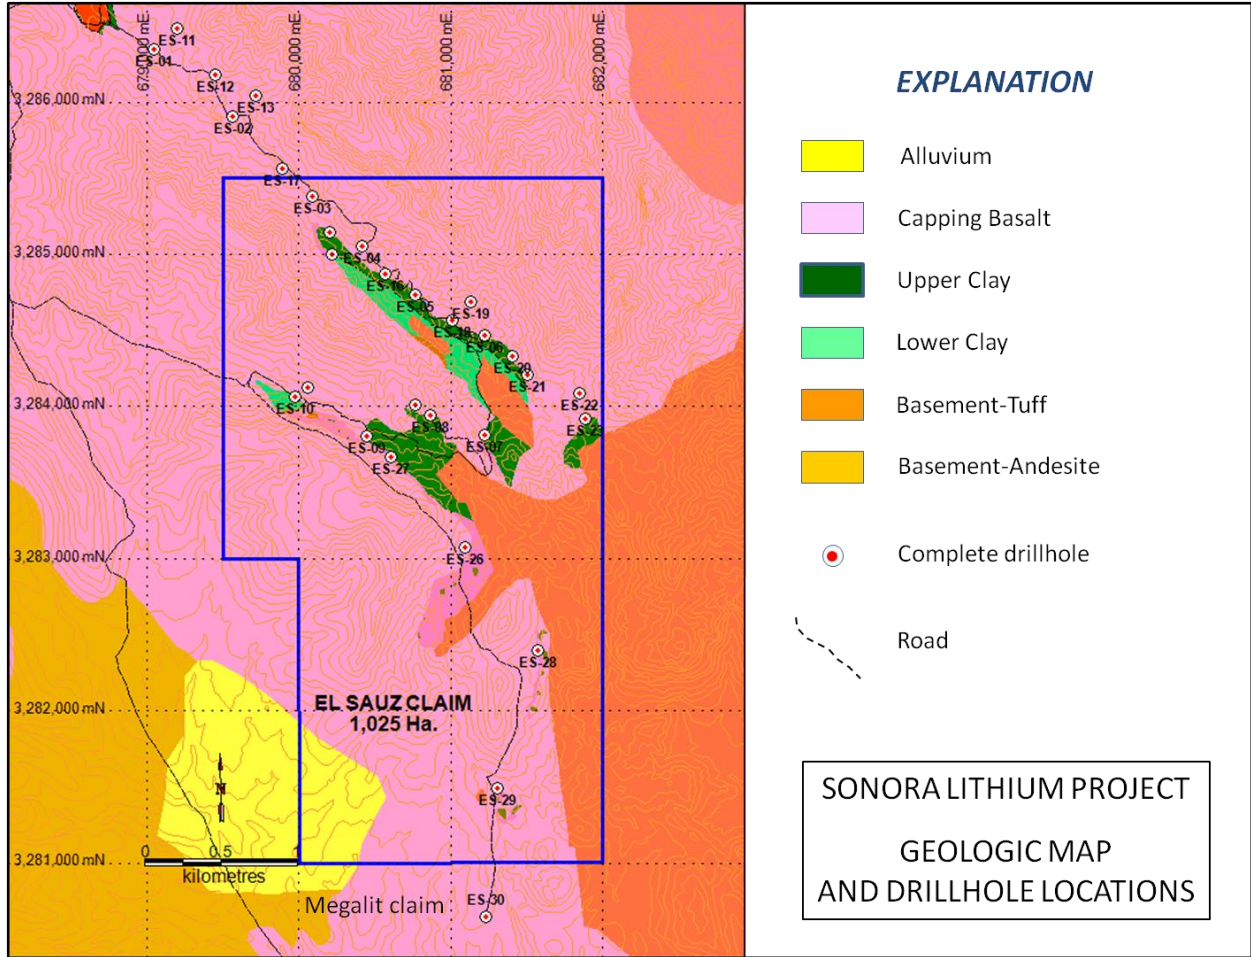 679,000 mE
680,000 mE
681,000 mE
682,000 mE
ES-11
ES-01
ES-12
3,286,000 mN
ES-13
ES-02
ES-17
ES-03
3,285,000 mN
ES-04
ES-16
ES-05
ES-19
ES-18
ES-06
ES-20
ES-21
3,284,000 mN
ES-10
ES-22
ES-08
ES-09
ES-07
ES-27
3,283,000 mN
ES-26
ES-28
EL SAUZ CLAIM
1,025 Ha.
3,282,000 mN
N
ES-29
0 0.5 1
3,281,000 mN
kilometres
Megalit claim
ES-30
EXPLANATION
Alluvium
Capping Basalt
Upper Clay
Lower Clay
Basement-Tuff
Basement-Andesite
Complete drillhole
Road
SONORA LITHIUM PROJECT
GEOLOGIC MAP
AND DRILLHOLE LOCATIONS